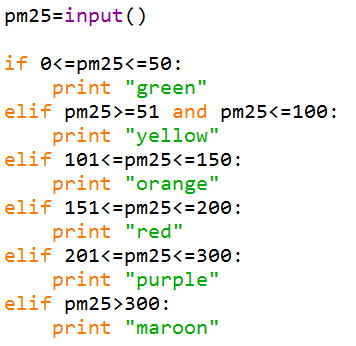 pm25=input()

if 0<=pm25<=50:
    print "green"
elif pm25>=51 and pm25<=100:
    print "yellow"
elif 101<=pm25<=150:
    print "orange"
elif 151<=pm25<=200:
    print "red"
elif 201<=pm25<=300:
    print "purple"
elif pm25>300:
    print "maroon"